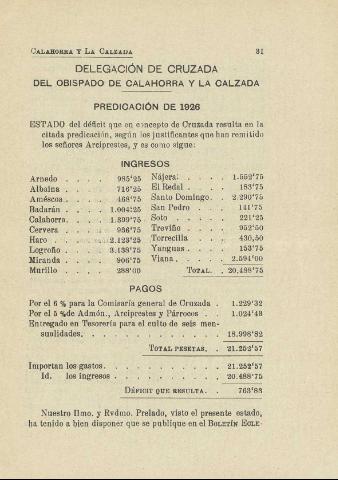 CALAHORRA Y LA CALZADA 31
DELEGACIÓN DE CRUZADA
DEL OBISPADO DE CALAHORRA Y LA CALZADA
PREDICACIÓN DE 1926
ESTADO del déficit que en concepto de Cruzada resulta en la
citada predicación, según los justificantes que han remitido
los señores Arciprestes, y es como sigue:
INGRESOS
Arnedo . . . . 985'25
Albaina . . . . 716'25
Améscoa . . . . 468'75
Badarán . . . . 1.004'25
Calahorra . . . . 1.899'75
Cervera . . . . 936'75
Haro . . . . 2.123'25
Logroño . . . . 3.438'75
Miranda . . . . 906'75
Murillo . . . . 288'00
Nájera . . . . 1.552'75
El Redal . . . . 183'75
Santo Domingo . . 2.290'75
San Pedro . . . . 141'75
Soto . . . . 221'25
Treviño . . . . 952'50
Torrecilla . . . . 430,50
Yanguas . . . . 153'75
Viana . . . . 2.594'00
TOTAL. . . 20.488'75
PAGOS
Por el 6 % para la Comisaría general de Cruzada . 1.229'32
Por el 5 % de Admón., Arciprestes y Párrocos . . 1.024'43
Entregado en Tesorería para el culto de seis men-
sualidades. . . . . . . . . . 18.998'82
TOTAL PESETAS. . 21.252'57
Importan los gastos. . . . . . . . 21.252'57
Id. los ingresos . . . . . . . . 20.488'75
DÉFICIT QUE RESULTA. . 763'83
Nuestro Ilmo. y Rvdmo. Prelado, visto el presente estado,
ha tenido a bien disponer que se publique en el BOLETÍN ECLE-